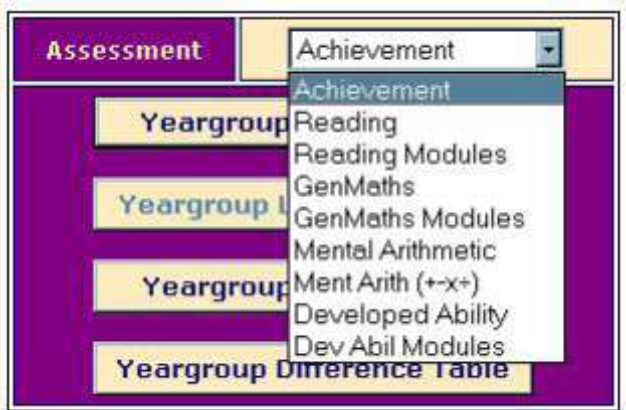 Assessment Achievement
Achievement
Yeargroup
Reading
Reading Modules
GenMaths
Yeargroup
GenMaths Modules
Mental Arithmetic
Yeargroup
Ment Arith (+-x÷)
Developed Ability
Dev Abil Modules
Yeargroup Difference Table